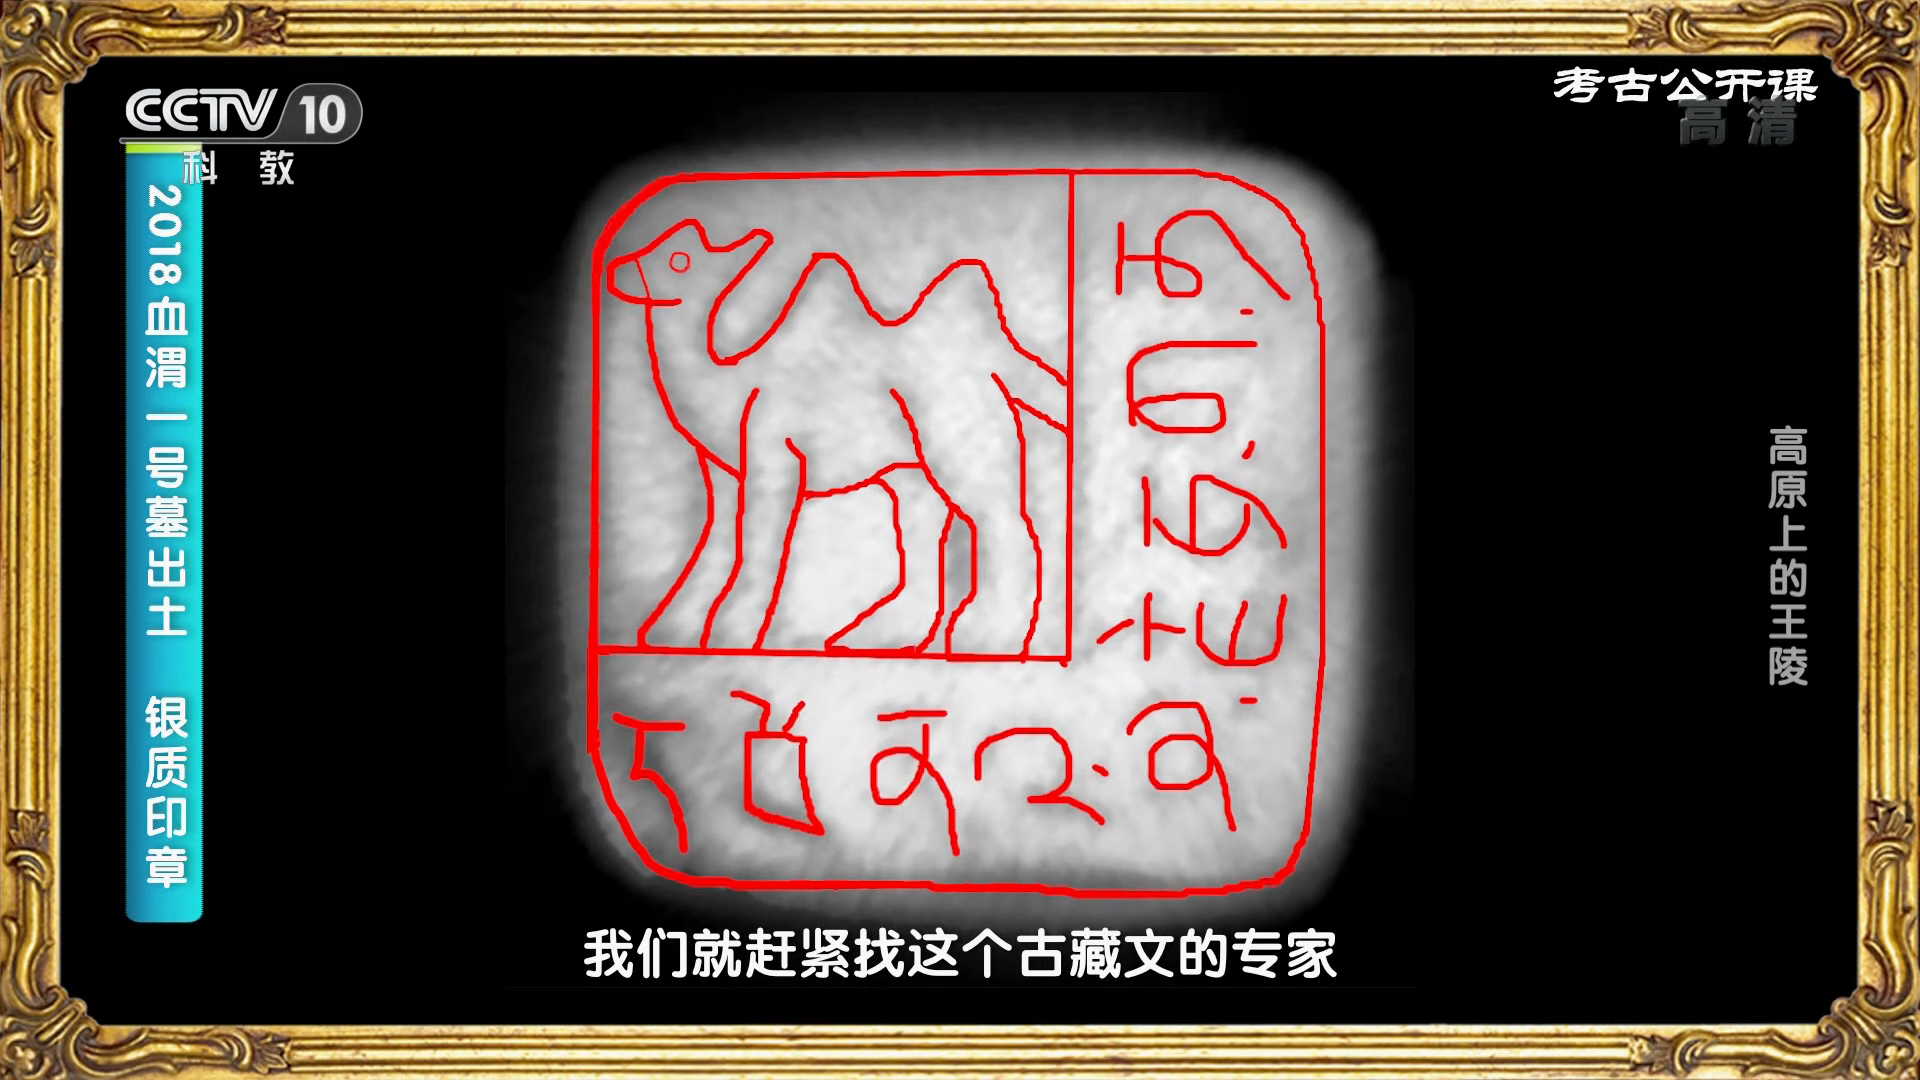 CCTV 10
科 教
考古公开课
高清
2018血渭一号墓出土 银质印章
高原上的王陵
我们就赶紧找这个古藏文的专家